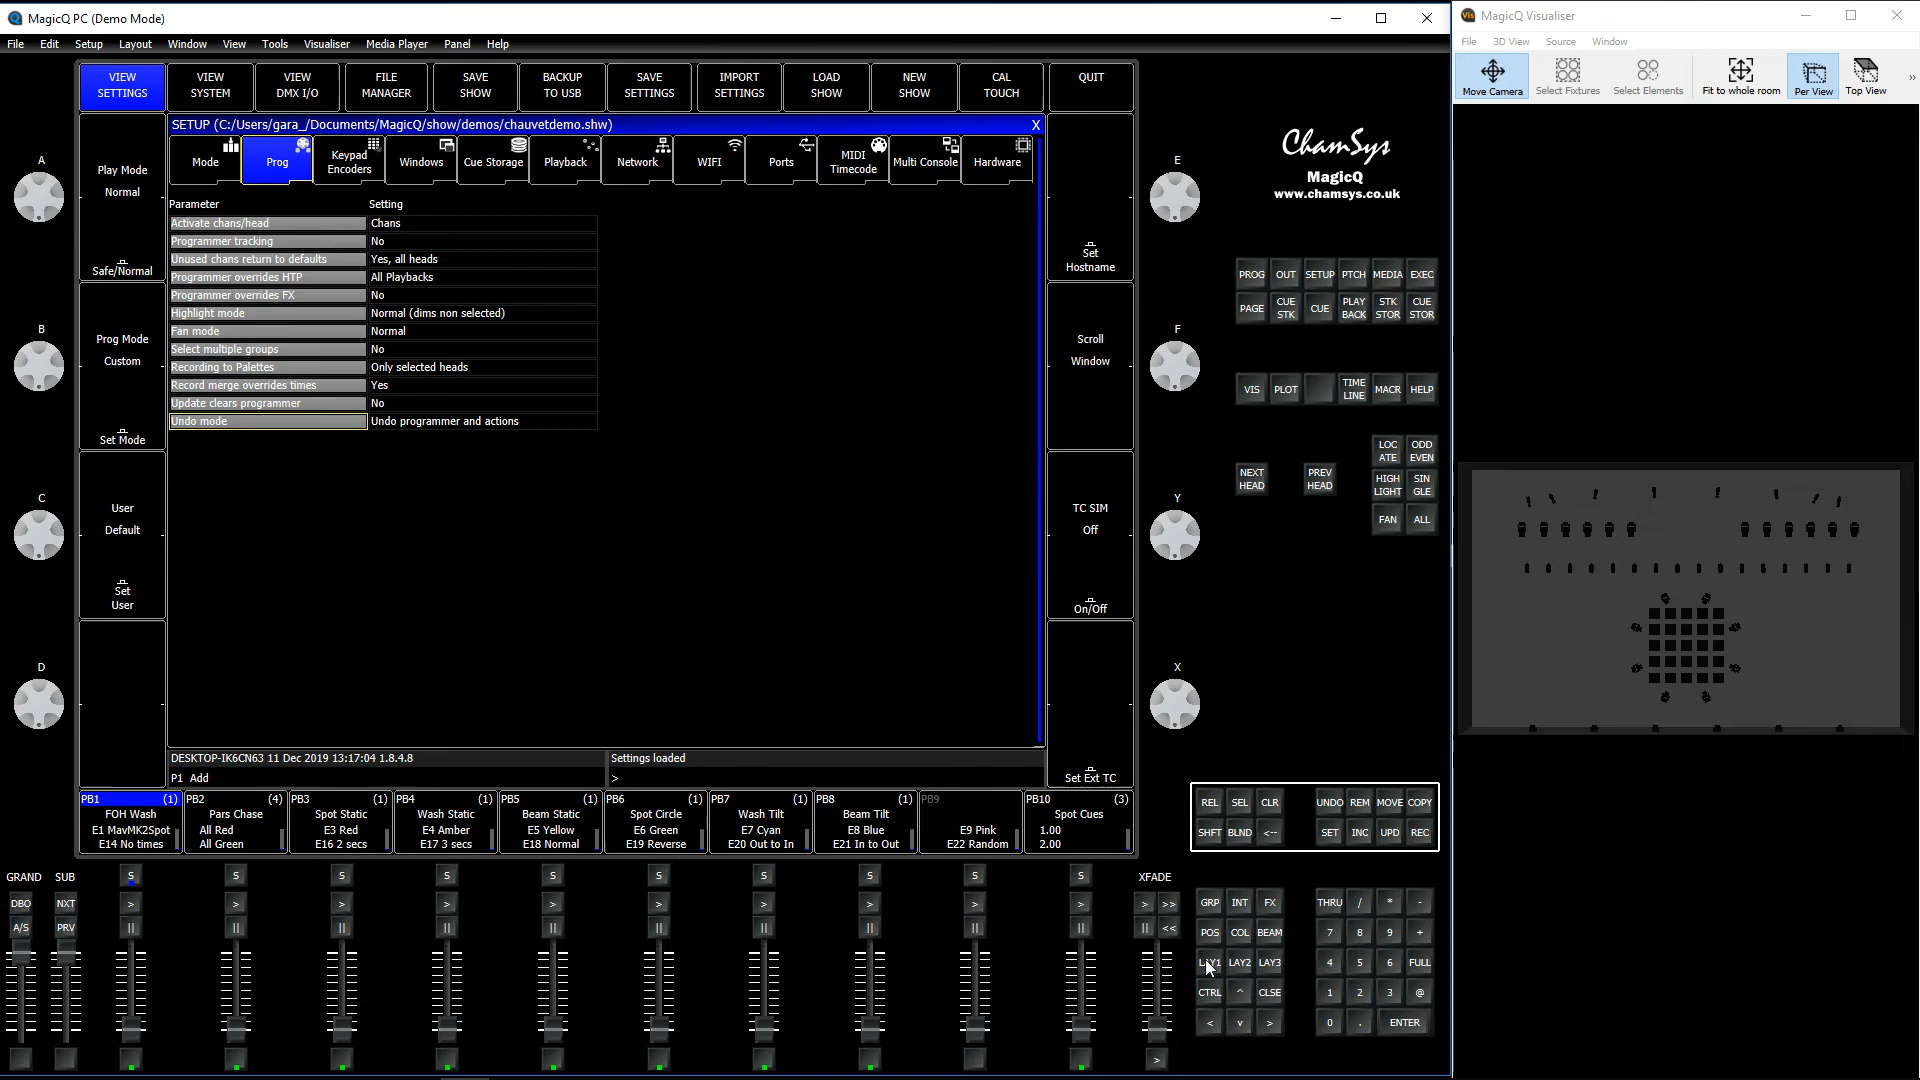 MagicQ PC (Demo Mode)
File Edit Setup Layout Window View Tools Visualiser Media Player Panel Help
VIEW SETTINGS
VIEW SYSTEM
VIEW DMX I/O
FILE MANAGER
SAVE SHOW
BACKUP TO USB
SAVE SETTINGS
IMPORT SETTINGS
LOAD SHOW
NEW SHOW
CAL TOUCH
QUIT
SETUP (C:/Users/gara_/Documents/MagicQ/show/demos/chauvetdemo.shw) X
Mode Prog Keypad Encoders Windows Cue Storage Playback Network WIFI Ports MIDI Timecode Multi Console Hardware
Parameter Setting
Activate chans/head Chans
Programmer tracking No
Unused chans return to defaults Yes, all heads
Programmer overrides HTP All Playbacks
Programmer overrides FX No
Highlight mode Normal (dims non selected)
Fan mode Normal
Select multiple groups No
Recording to Palettes Only selected heads
Record merge overrides times Yes
Update clears programmer No
Undo mode Undo programmer and actions
A
Play Mode
Normal
Safe/Normal
B
Prog Mode
Custom
Set Mode
C
User
Default
Set
User
D
E
Set
Hostname
F
Scroll
Window
Y
TC SIM
Off
On/Off
X
Set Ext TC
DESKTOP-IK6CN63 11 Dec 2019 13:17:04 1.8.4.8 Settings loaded
P1 Add >
PB1 (1) PB2 (4) PB3 (1) PB4 (1) PB5 (1) PB6 (1) PB7 (1) PB8 (1) PB9 PB10 (3)
FOH Wash Pars Chase Spot Static Wash Static Beam Static Spot Circle Wash Tilt Beam Tilt Spot Cues
E1 MavMK2Spot All Red E3 Red E4 Amber E5 Yellow E6 Green E7 Cyan E8 Blue E9 Pink 1.00
E14 No times All Green E16 2 secs E17 3 secs E18 Normal E19 Reverse E20 Out to In E21 In to Out E22 Random 2.00
GRAND SUB S S S S S S S S S S XFADE
DBO NXT > > > > > > > > > > > >>
A/S PRV || || || || || || || || || || || <<
>
ChamSys
MagicQ
www.chamsys.co.uk
PROG OUT SETUP PTCH MEDIA EXEC
PAGE CUE STK CUE PLAY BACK STK STOR CUE STOR
VIS PLOT TIME LINE MACR HELP
LOC ATE ODD EVEN
NEXT HEAD PREV HEAD HIGH LIGHT SIN GLE
FAN ALL
REL SEL CLR UNDO REM MOVE COPY
SHFT BLND <-- SET INC UPD REC
GRP INT FX THRU / * -
POS COL BEAM 7 8 9 +
LAY1 LAY2 LAY3 4 5 6 FULL
CTRL ^ CLSE 1 2 3 @
< v > 0 . ENTER
Vis MagicQ Visualiser
File 3D View Source Window
Move Camera Select Fixtures Select Elements Fit to whole room Per View Top View »